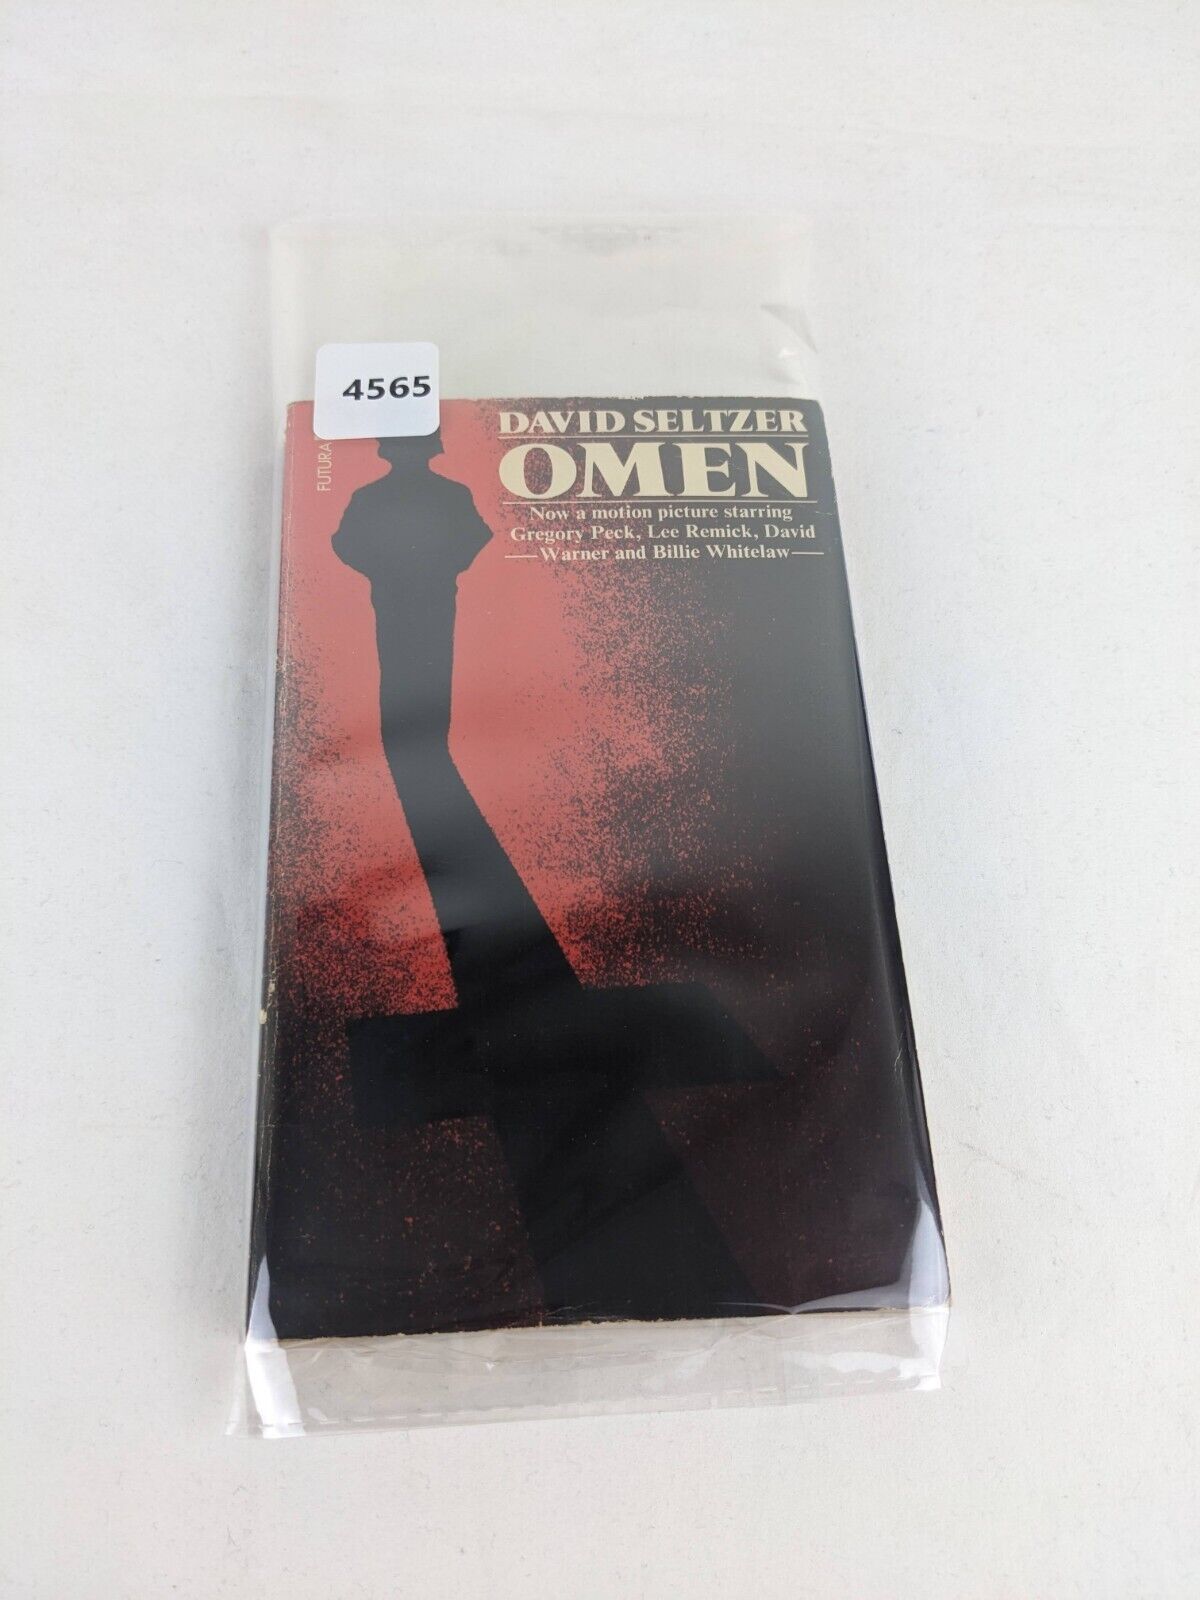 4565
FUTURA
DAVID SELTZER
OMEN
Now a motion picture starring
Gregory Peck, Lee Remick, David
Warner and Billie Whitelaw